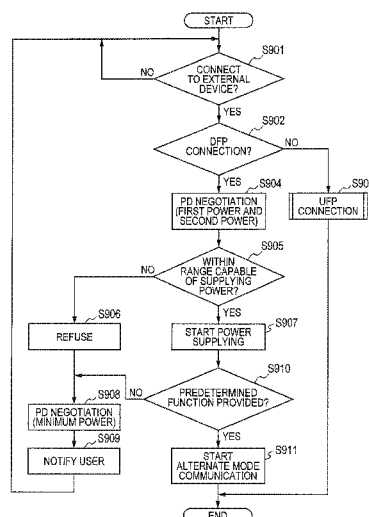 START
S901
CONNECT
TO EXTERNAL
DEVICE?
NO
YES
S902
DFP
CONNECTION?
NO
YES
S904
PD NEGOTIATION
(FIRST POWER AND
SECOND POWER)
S90
UFP
CONNECTION
S905
WITHIN
RANGE CAPABLE
OF SUPPLYING
POWER?
NO
YES
S906
REFUSE
S907
START POWER
SUPPLYING
S910
PREDETERMINED
FUNCTION PROVIDED?
NO
YES
S908
PD NEGOTIATION
(MINIMUM POWER)
S909
NOTIFY USER
S911
START
ALTERNATE MODE
COMMUNICATION
END